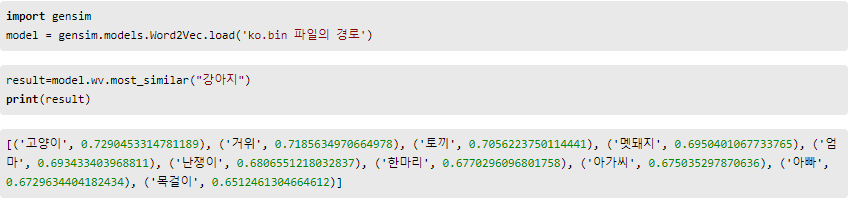 import gensim
model = gensim.models.Word2Vec.load('ko.bin 파일의 경로')
result=model.wv.most_similar("강아지")
print(result)
[('고양이', 0.7290453314781189), ('거위', 0.7185634970664978), ('토끼', 0.7056223750114441), ('멧돼지', 0.6950401067733765), ('엄
마', 0.693433403968811), ('난쟁이', 0.6806551218032837), ('한마리', 0.6770296096801758), ('아가씨', 0.675035297870636), ('아빠',
0.6729634404182434), ('목걸이', 0.6512461304664612)]